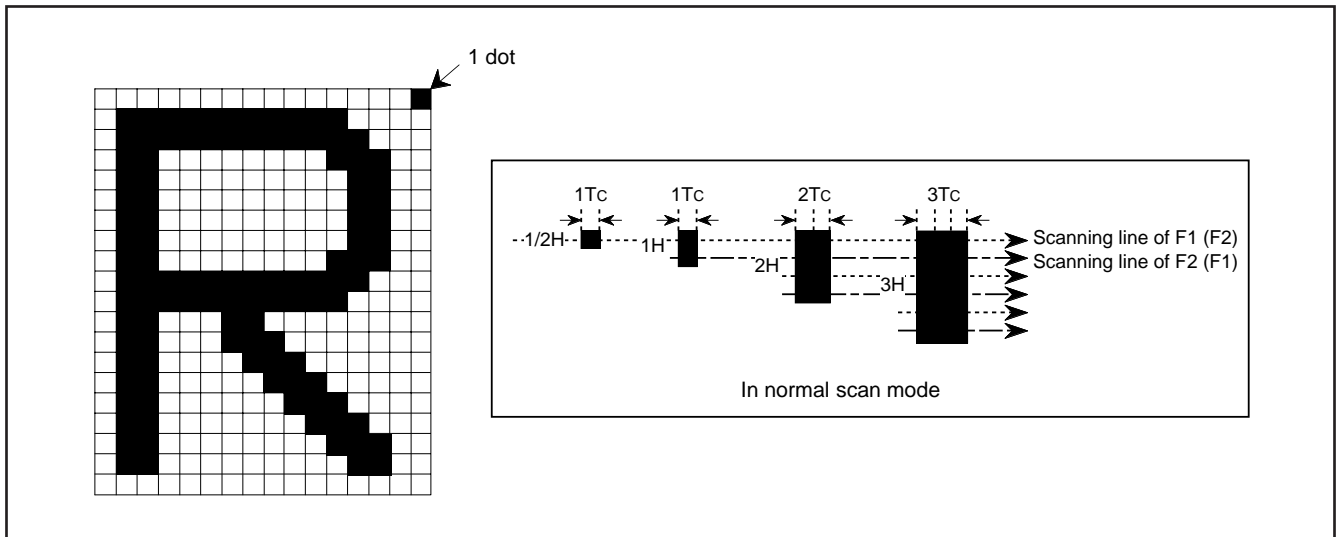 1 dot
R
1Tc 1Tc 2Tc 3Tc
1/2H 1H 2H 3H
Scanning line of F1 (F2)
Scanning line of F2 (F1)
In normal scan mode